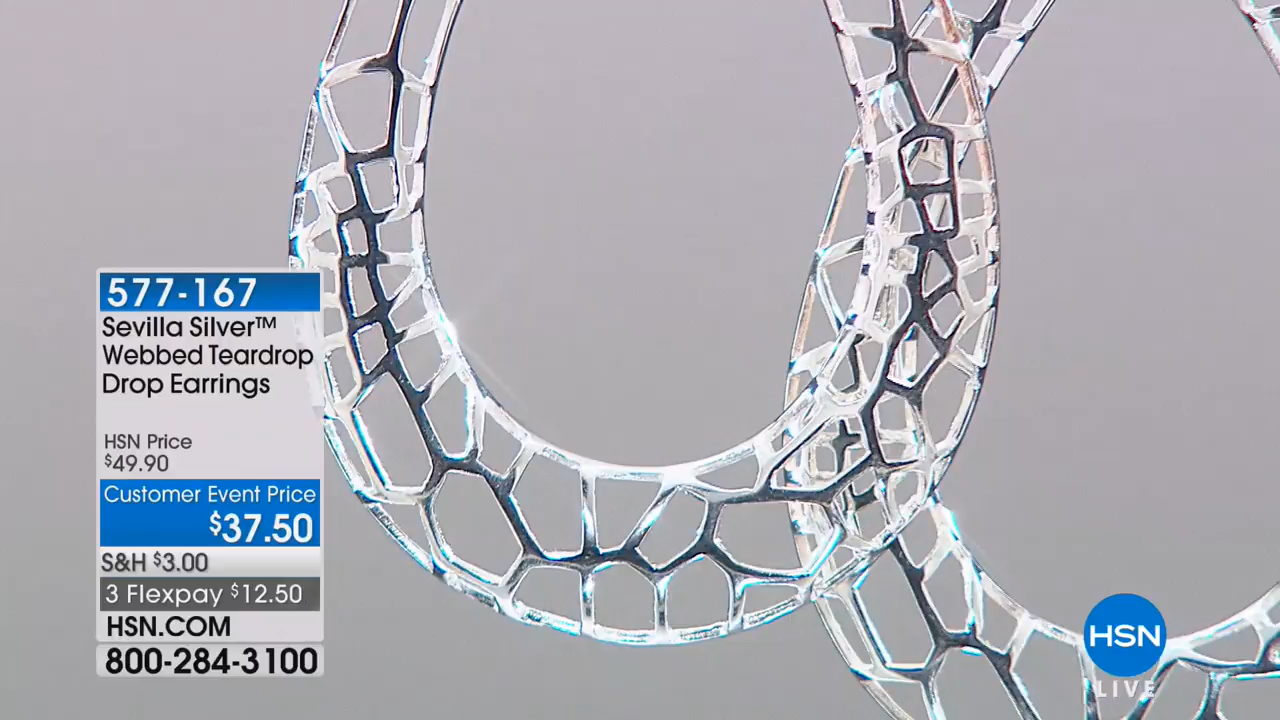 577-167
Sevilla Silver™
Webbed Teardrop
Drop Earrings
HSN Price
$49.90
Customer Event Price
$37.50
S&H $3.00
3 Flexpay $12.50
HSN.COM
800-284-3100
HSN
LIVE